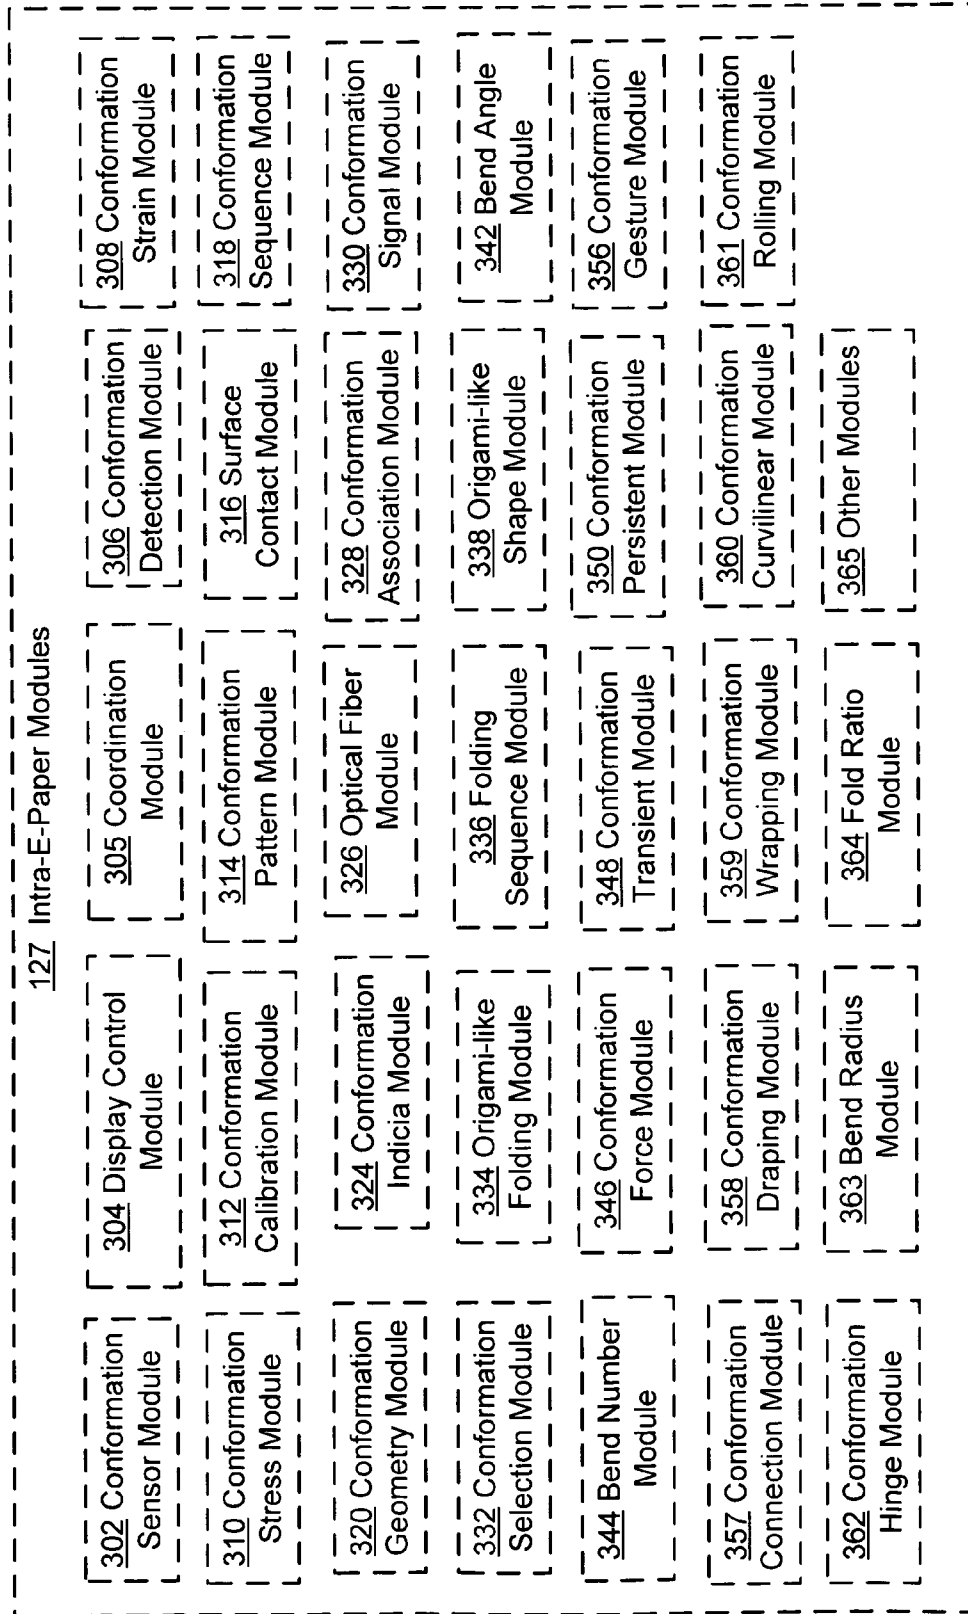 127 Intra-E-Paper Modules
302 Conformation
Sensor Module
304 Display Control
Module
305 Coordination
Module
306 Conformation
Detection Module
308 Conformation
Strain Module
310 Conformation
Stress Module
312 Conformation
Calibration Module
314 Conformation
Pattern Module
316 Surface
Contact Module
318 Conformation
Sequence Module
320 Conformation
Geometry Module
324 Conformation
Indicia Module
326 Optical Fiber
Module
328 Conformation
Association Module
330 Conformation
Signal Module
332 Conformation
Selection Module
334 Origami-like
Folding Module
336 Folding
Sequence Module
338 Origami-like
Shape Module
342 Bend Angle
Module
344 Bend Number
Module
346 Conformation
Force Module
348 Conformation
Transient Module
350 Conformation
Persistent Module
356 Conformation
Gesture Module
357 Conformation
Connection Module
358 Conformation
Draping Module
359 Conformation
Wrapping Module
360 Conformation
Curvilinear Module
361 Conformation
Rolling Module
362 Conformation
Hinge Module
363 Bend Radius
Module
364 Fold Ratio
Module
365 Other Modules